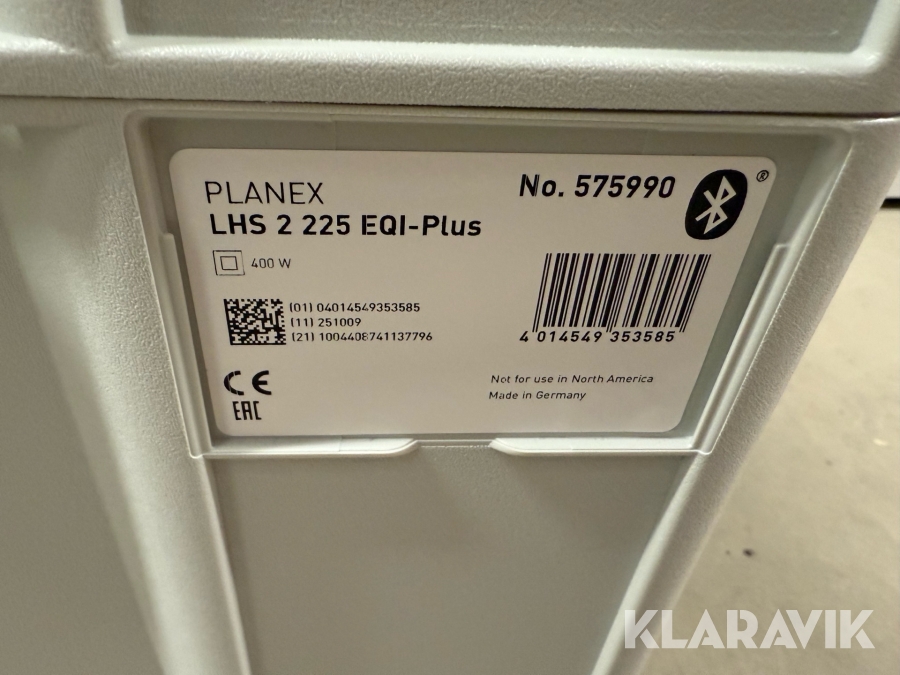 PLANEX
LHS 2 225 EQI-Plus
No. 575990
®
400 W
(01) 04014549353585
(11) 251009
(21) 1004408741137796
4 014549 353585
CE
EAC
Not for use in North America
Made in Germany
KLARAVIK